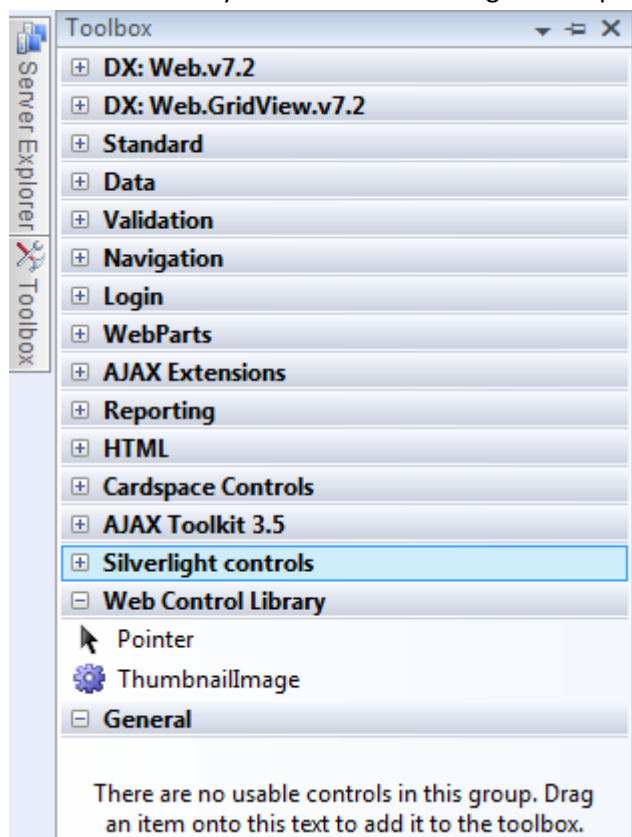 Toolbox
Server Explorer
Toolbox
DX: Web.v7.2
DX: Web.GridView.v7.2
Standard
Data
Validation
Navigation
Login
WebParts
AJAX Extensions
Reporting
HTML
Cardspace Controls
AJAX Toolkit 3.5
Silverlight controls
Web Control Library
Pointer
ThumbnailImage
General
There are no usable controls in this group. Drag
an item onto this text to add it to the toolbox.